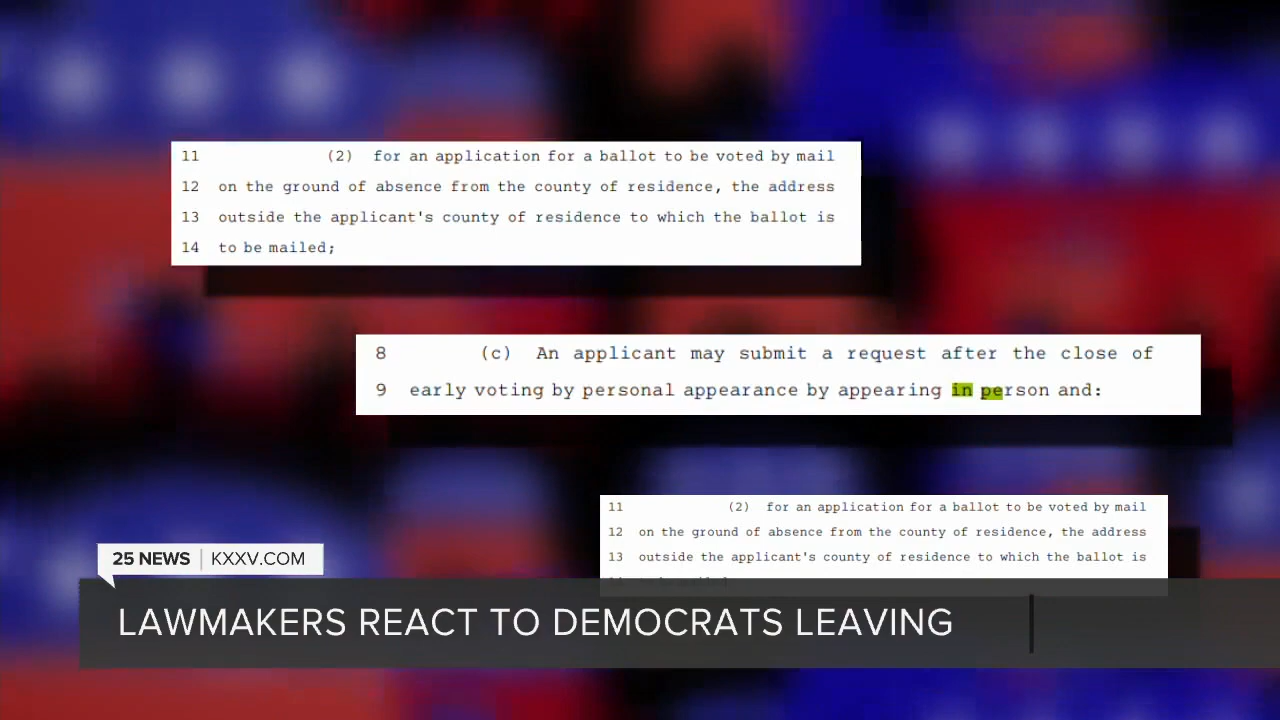 11 (2) for an application for a ballot to be voted by mail
12 on the ground of absence from the county of residence, the address
13 outside the applicant's county of residence to which the ballot is
14 to be mailed;
8 (c) An applicant may submit a request after the close of
9 early voting by personal appearance by appearing in person and:
11 (2) for an application for a ballot to be voted by mail
12 on the ground of absence from the county of residence, the address
13 outside the applicant's county of residence to which the ballot is
25 NEWS | KXXV.COM
LAWMAKERS REACT TO DEMOCRATS LEAVING